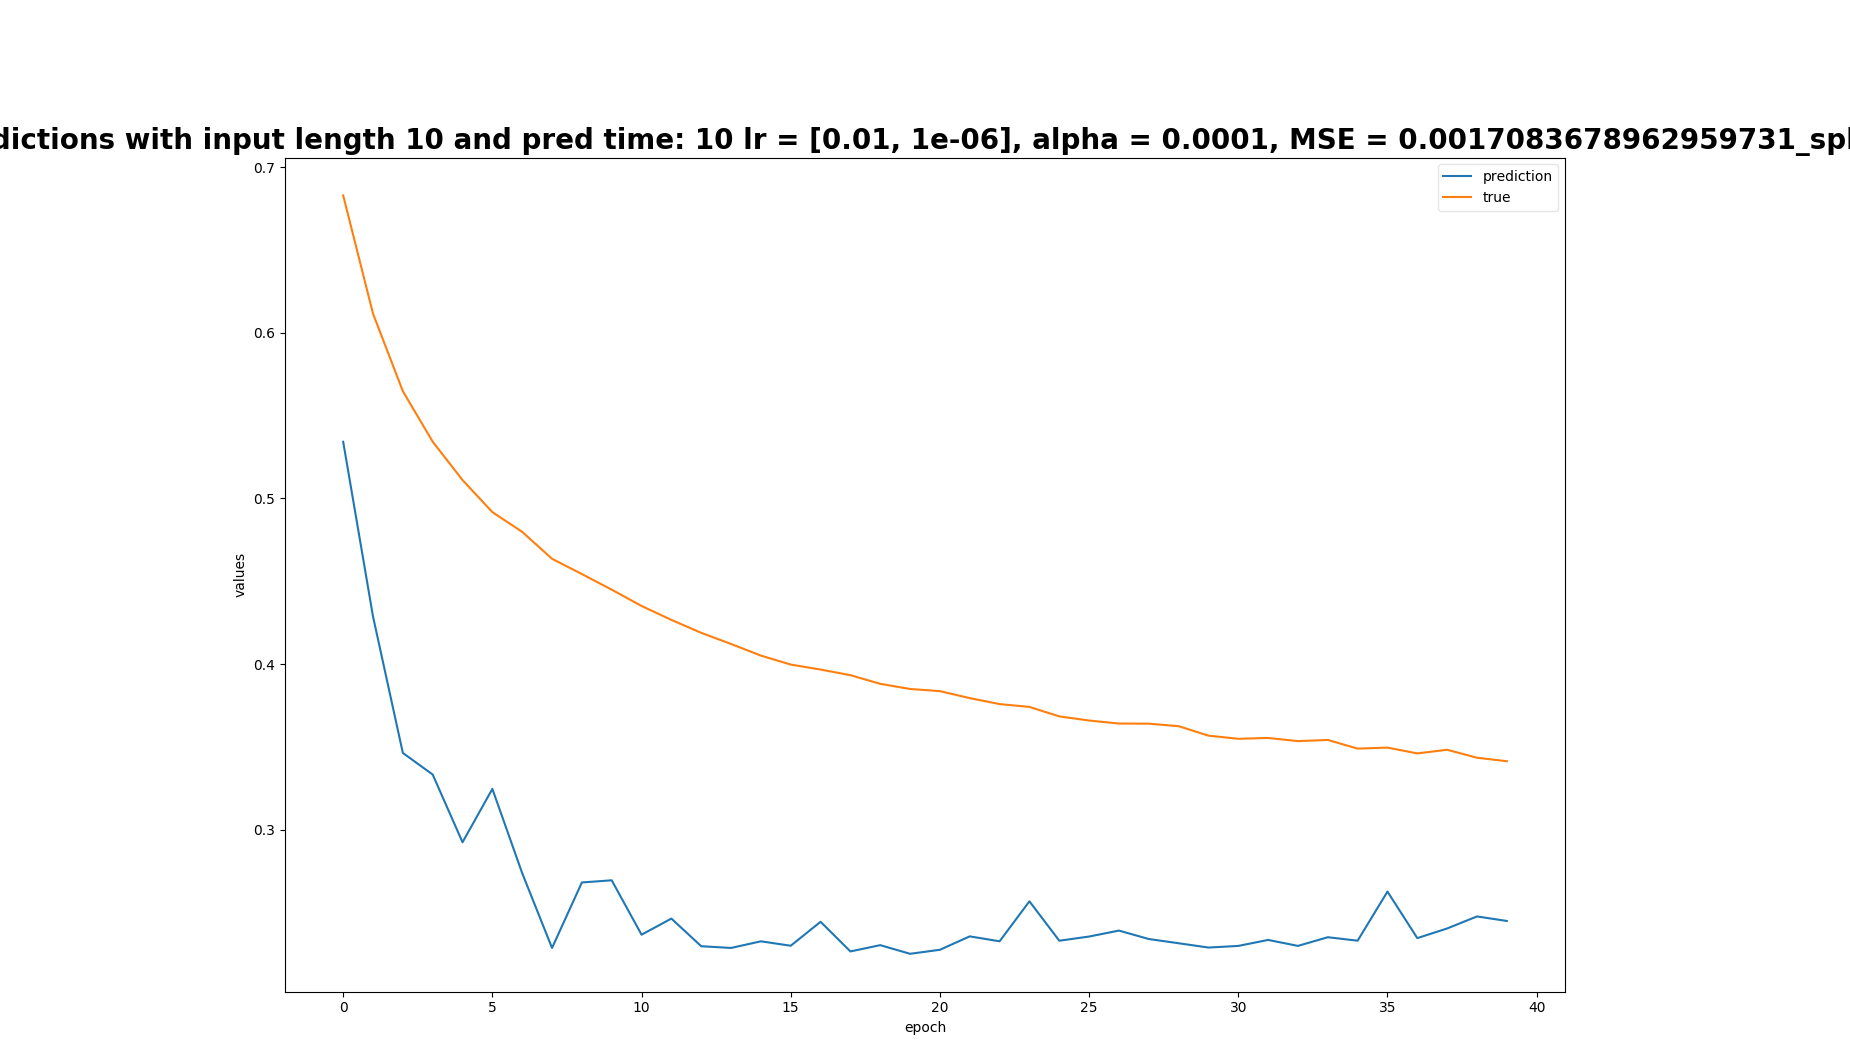 dictions with input length 10 and pred time: 10 lr = [0.01, 1e-06], alpha = 0.0001, MSE = 0.0017083678962959731_spl
prediction
true
0.7
0.6
0.5
0.4
0.3
values
0 5 10 15 20 25 30 35 40
epoch